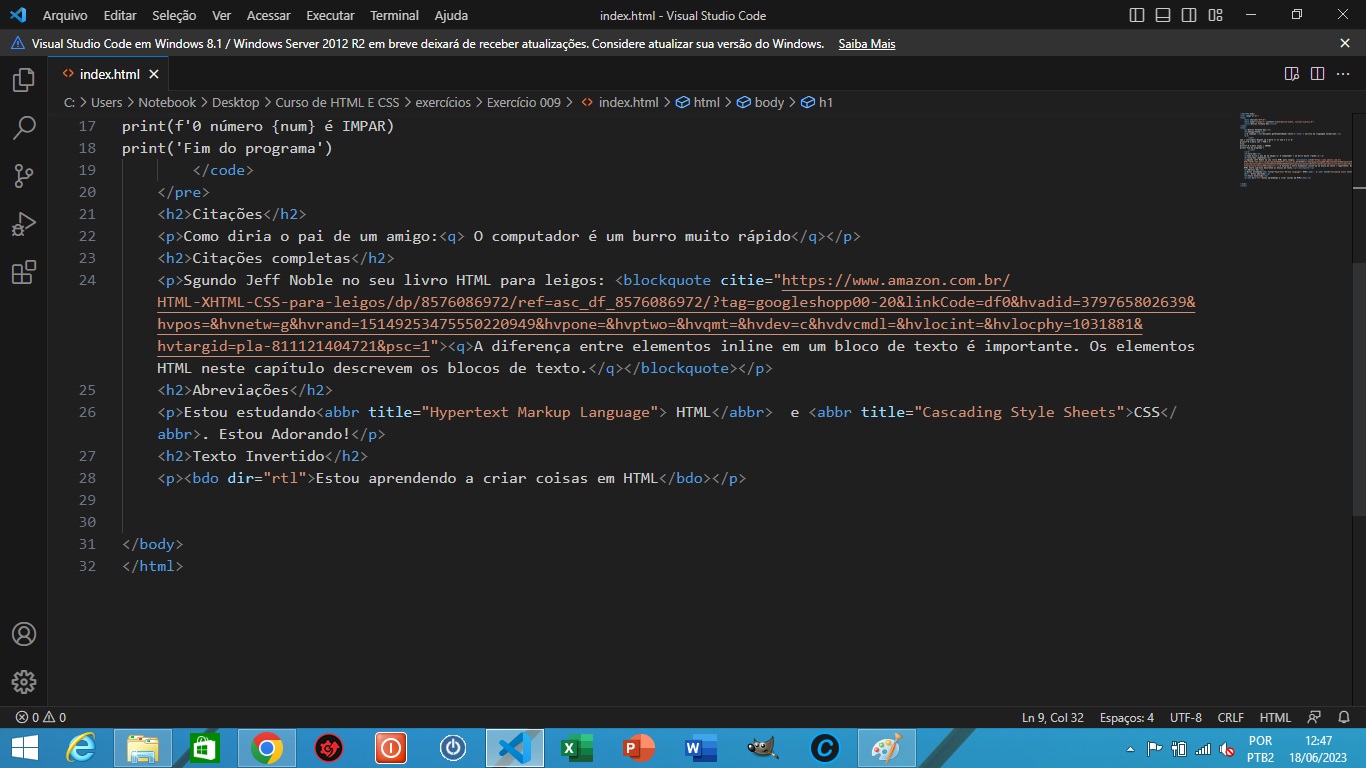 Arquivo Editar Seleção Ver Acessar Executar Terminal Ajuda index.html - Visual Studio Code
Visual Studio Code em Windows 8.1 / Windows Server 2012 R2 em breve deixará de receber atualizações. Considere atualizar sua versão do Windows. Saiba Mais
<> index.html
C: > Users > Notebook > Desktop > Curso de HTML E CSS > exercícios > Exercício 009 > <> index.html > html > body > h1
17 print(f'0 número {num} é IMPAR)
18 print('Fim do programa')
19 </code>
20 </pre>
21 <h2>Citações</h2>
22 <p>Como diria o pai de um amigo:<q> O computador é um burro muito rápido</q></p>
23 <h2>Citações completas</h2>
24 <p>Sgundo Jeff Noble no seu livro HTML para leigos: <blockquote citie="https://www.amazon.com.br/
HTML-XHTML-CSS-para-leigos/dp/8576086972/ref=asc_df_8576086972/?tag=googleshopp00-20&linkCode=df0&hvadid=379765802639&
hvpos=&hvnetw=g&hvrand=15149253475550220949&hvpone=&hvptwo=&hvqmt=&hvdev=c&hvdvcmdl=&hvlocint=&hvlocphy=1031881&
hvtargid=pla-811121404721&psc=1"><q>A diferença entre elementos inline em um bloco de texto é importante. Os elementos
HTML neste capítulo descrevem os blocos de texto.</q></blockquote></p>
25 <h2>Abreviações</h2>
26 <p>Estou estudando<abbr title="Hypertext Markup Language"> HTML</abbr>  e <abbr title="Cascading Style Sheets">CSS</
abbr>. Estou Adorando!</p>
27 <h2>Texto Invertido</h2>
28 <p><bdo dir="rtl">Estou aprendendo a criar coisas em HTML</bdo></p>
29
30
31 </body>
32 </html>
0 0 Ln 9, Col 32 Espaços: 4 UTF-8 CRLF HTML
POR 12:47
PTB2 18/06/2023